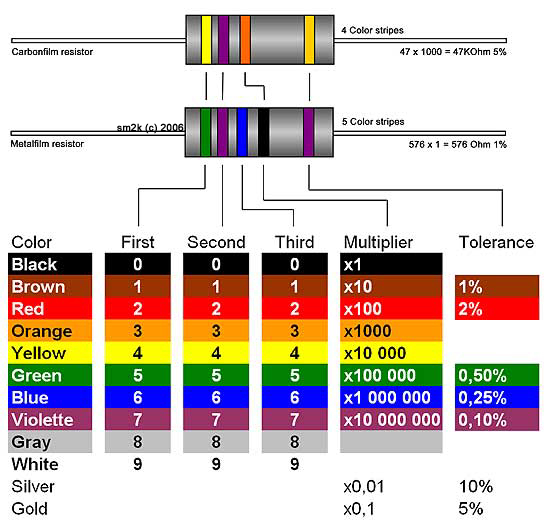 4 Color stripes
Carbonfilm resistor 47 x 1000 = 47KOhm 5%
sm2k (c) 2006 5 Color stripes
Metalfilm resistor 576 x 1 = 576 Ohm 1%
Color First Second Third Multiplier Tolerance
Black 0 0 0 x1
Brown 1 1 1 x10 1%
Red 2 2 2 x100 2%
Orange 3 3 3 x1000
Yellow 4 4 4 x10 000
Green 5 5 5 x100 000 0,50%
Blue 6 6 6 x1 000 000 0,25%
Violette 7 7 7 x10 000 000 0,10%
Gray 8 8 8
White 9 9 9
Silver x0,01 10%
Gold x0,1 5%